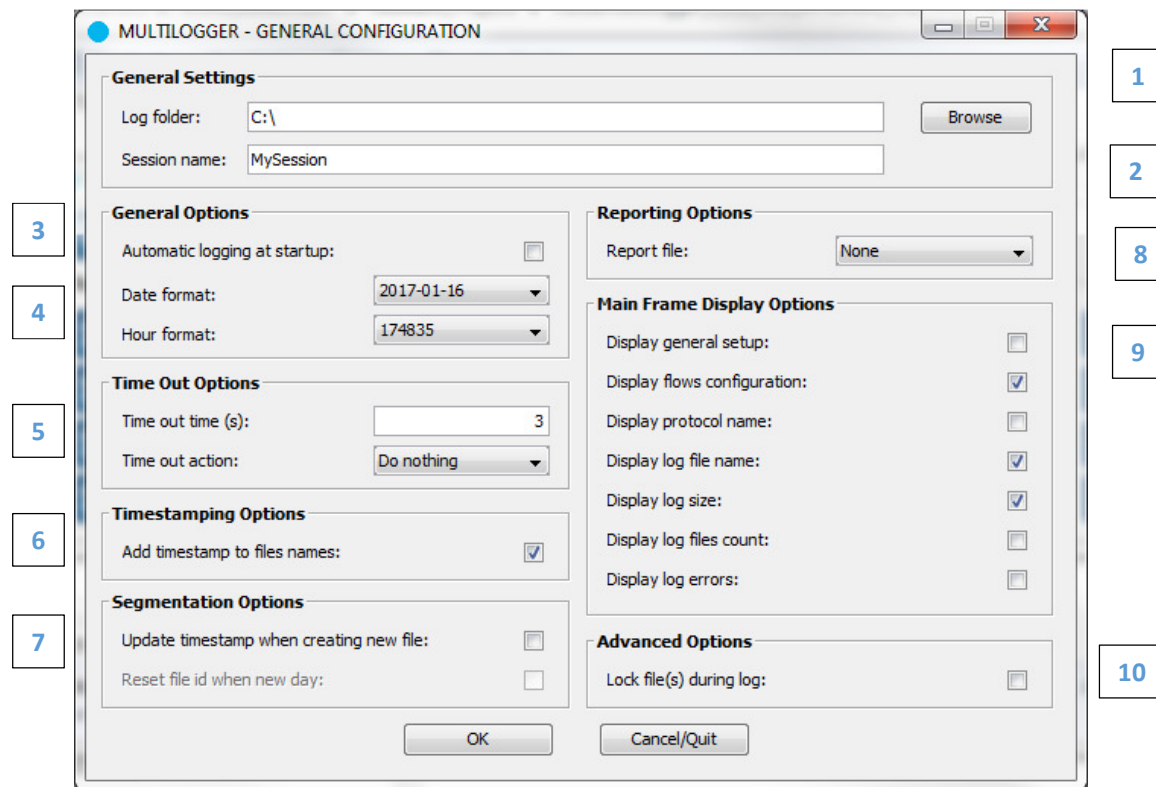 MULTILOGGER - GENERAL CONFIGURATION
General Settings
1
Log folder: C:\ Browse
Session name: MySession
2
3
General Options
Automatic logging at startup:
4
Date format: 2017-01-16
Hour format: 174835
Time Out Options
5
Time out time (s): 3
Time out action: Do nothing
Timestamping Options
6
Add timestamp to files names:
Segmentation Options
7
Update timestamp when creating new file:
Reset file id when new day:
Reporting Options
8
Report file: None
Main Frame Display Options
9
Display general setup:
Display flows configuration:
Display protocol name:
Display log file name:
Display log size:
Display log files count:
Display log errors:
Advanced Options
10
Lock file(s) during log:
OK Cancel/Quit